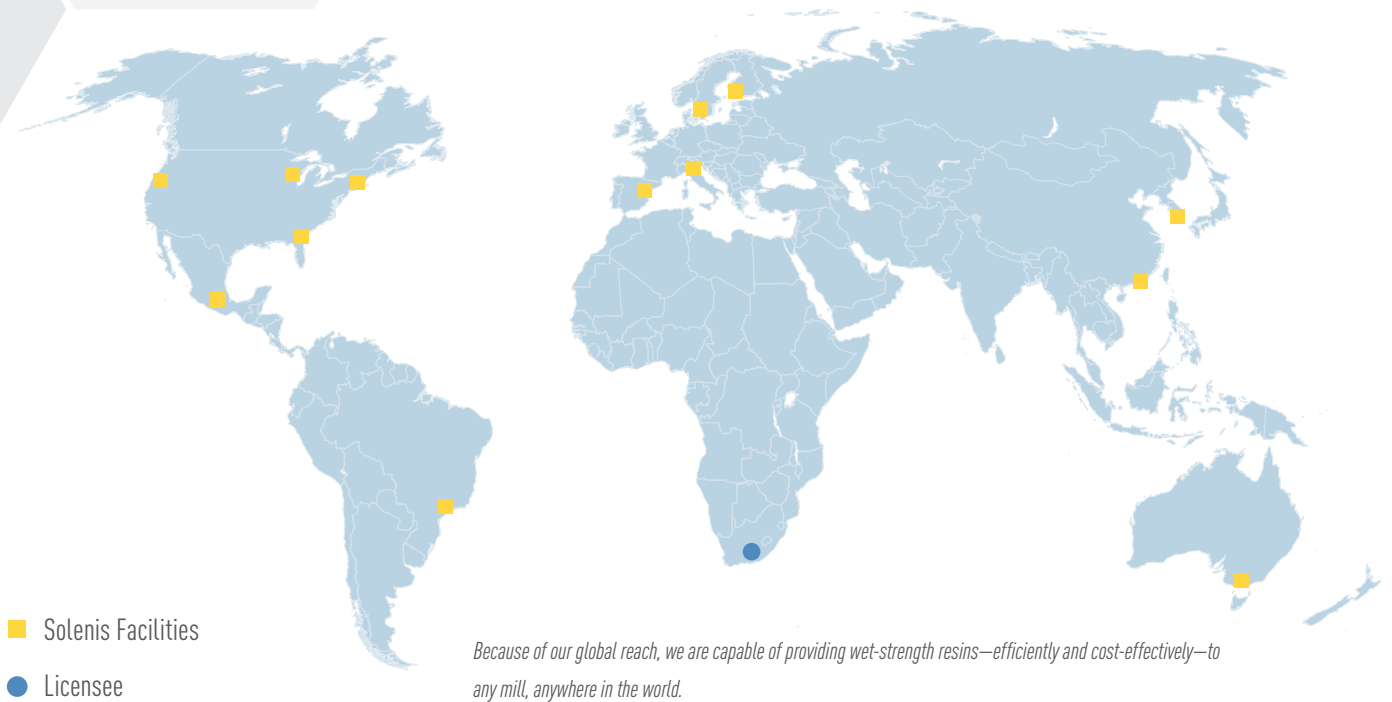 Solenis Facilities
Licensee
Because of our global reach, we are capable of providing wet-strength resins—efficiently and cost-effectively—to
any mill, anywhere in the world.